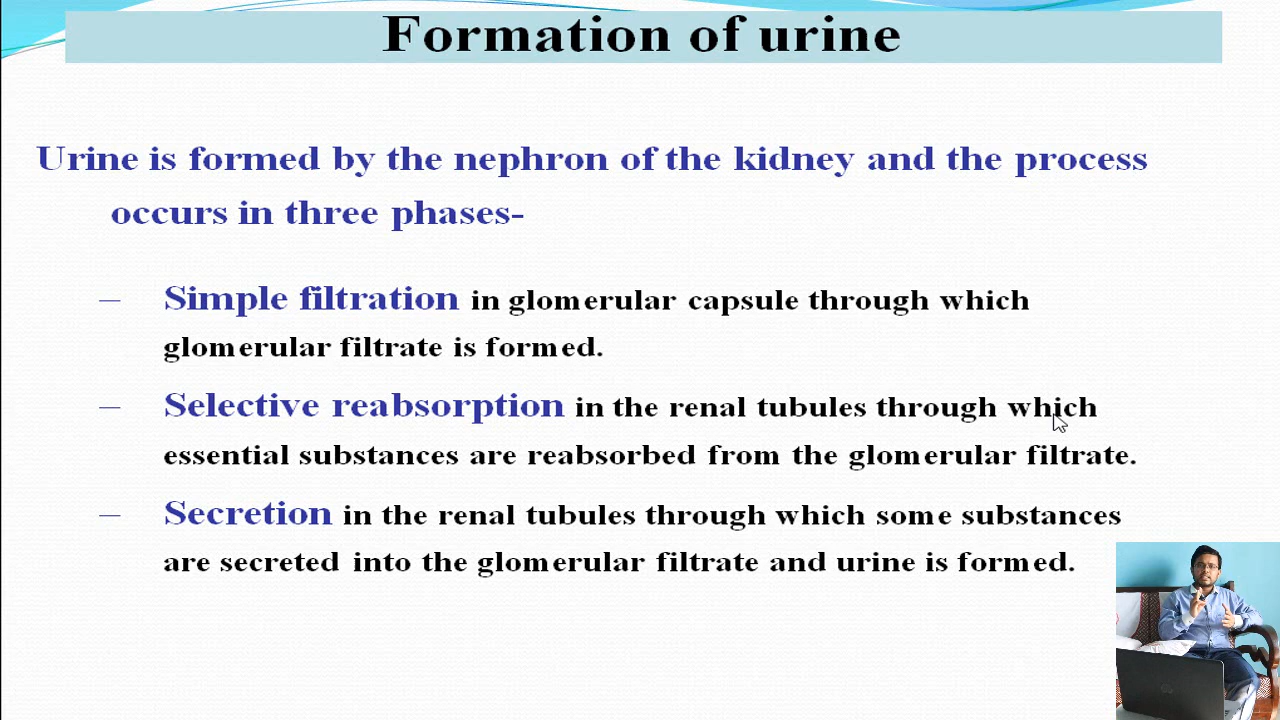 Formation of urine
Urine is formed by the nephron of the kidney and the process
occurs in three phases-
– Simple filtration in glomerular capsule through which
glomerular filtrate is formed.
– Selective reabsorption in the renal tubules through which
essential substances are reabsorbed from the glomerular filtrate.
– Secretion in the renal tubules through which some substances
are secreted into the glomerular filtrate and urine is formed.